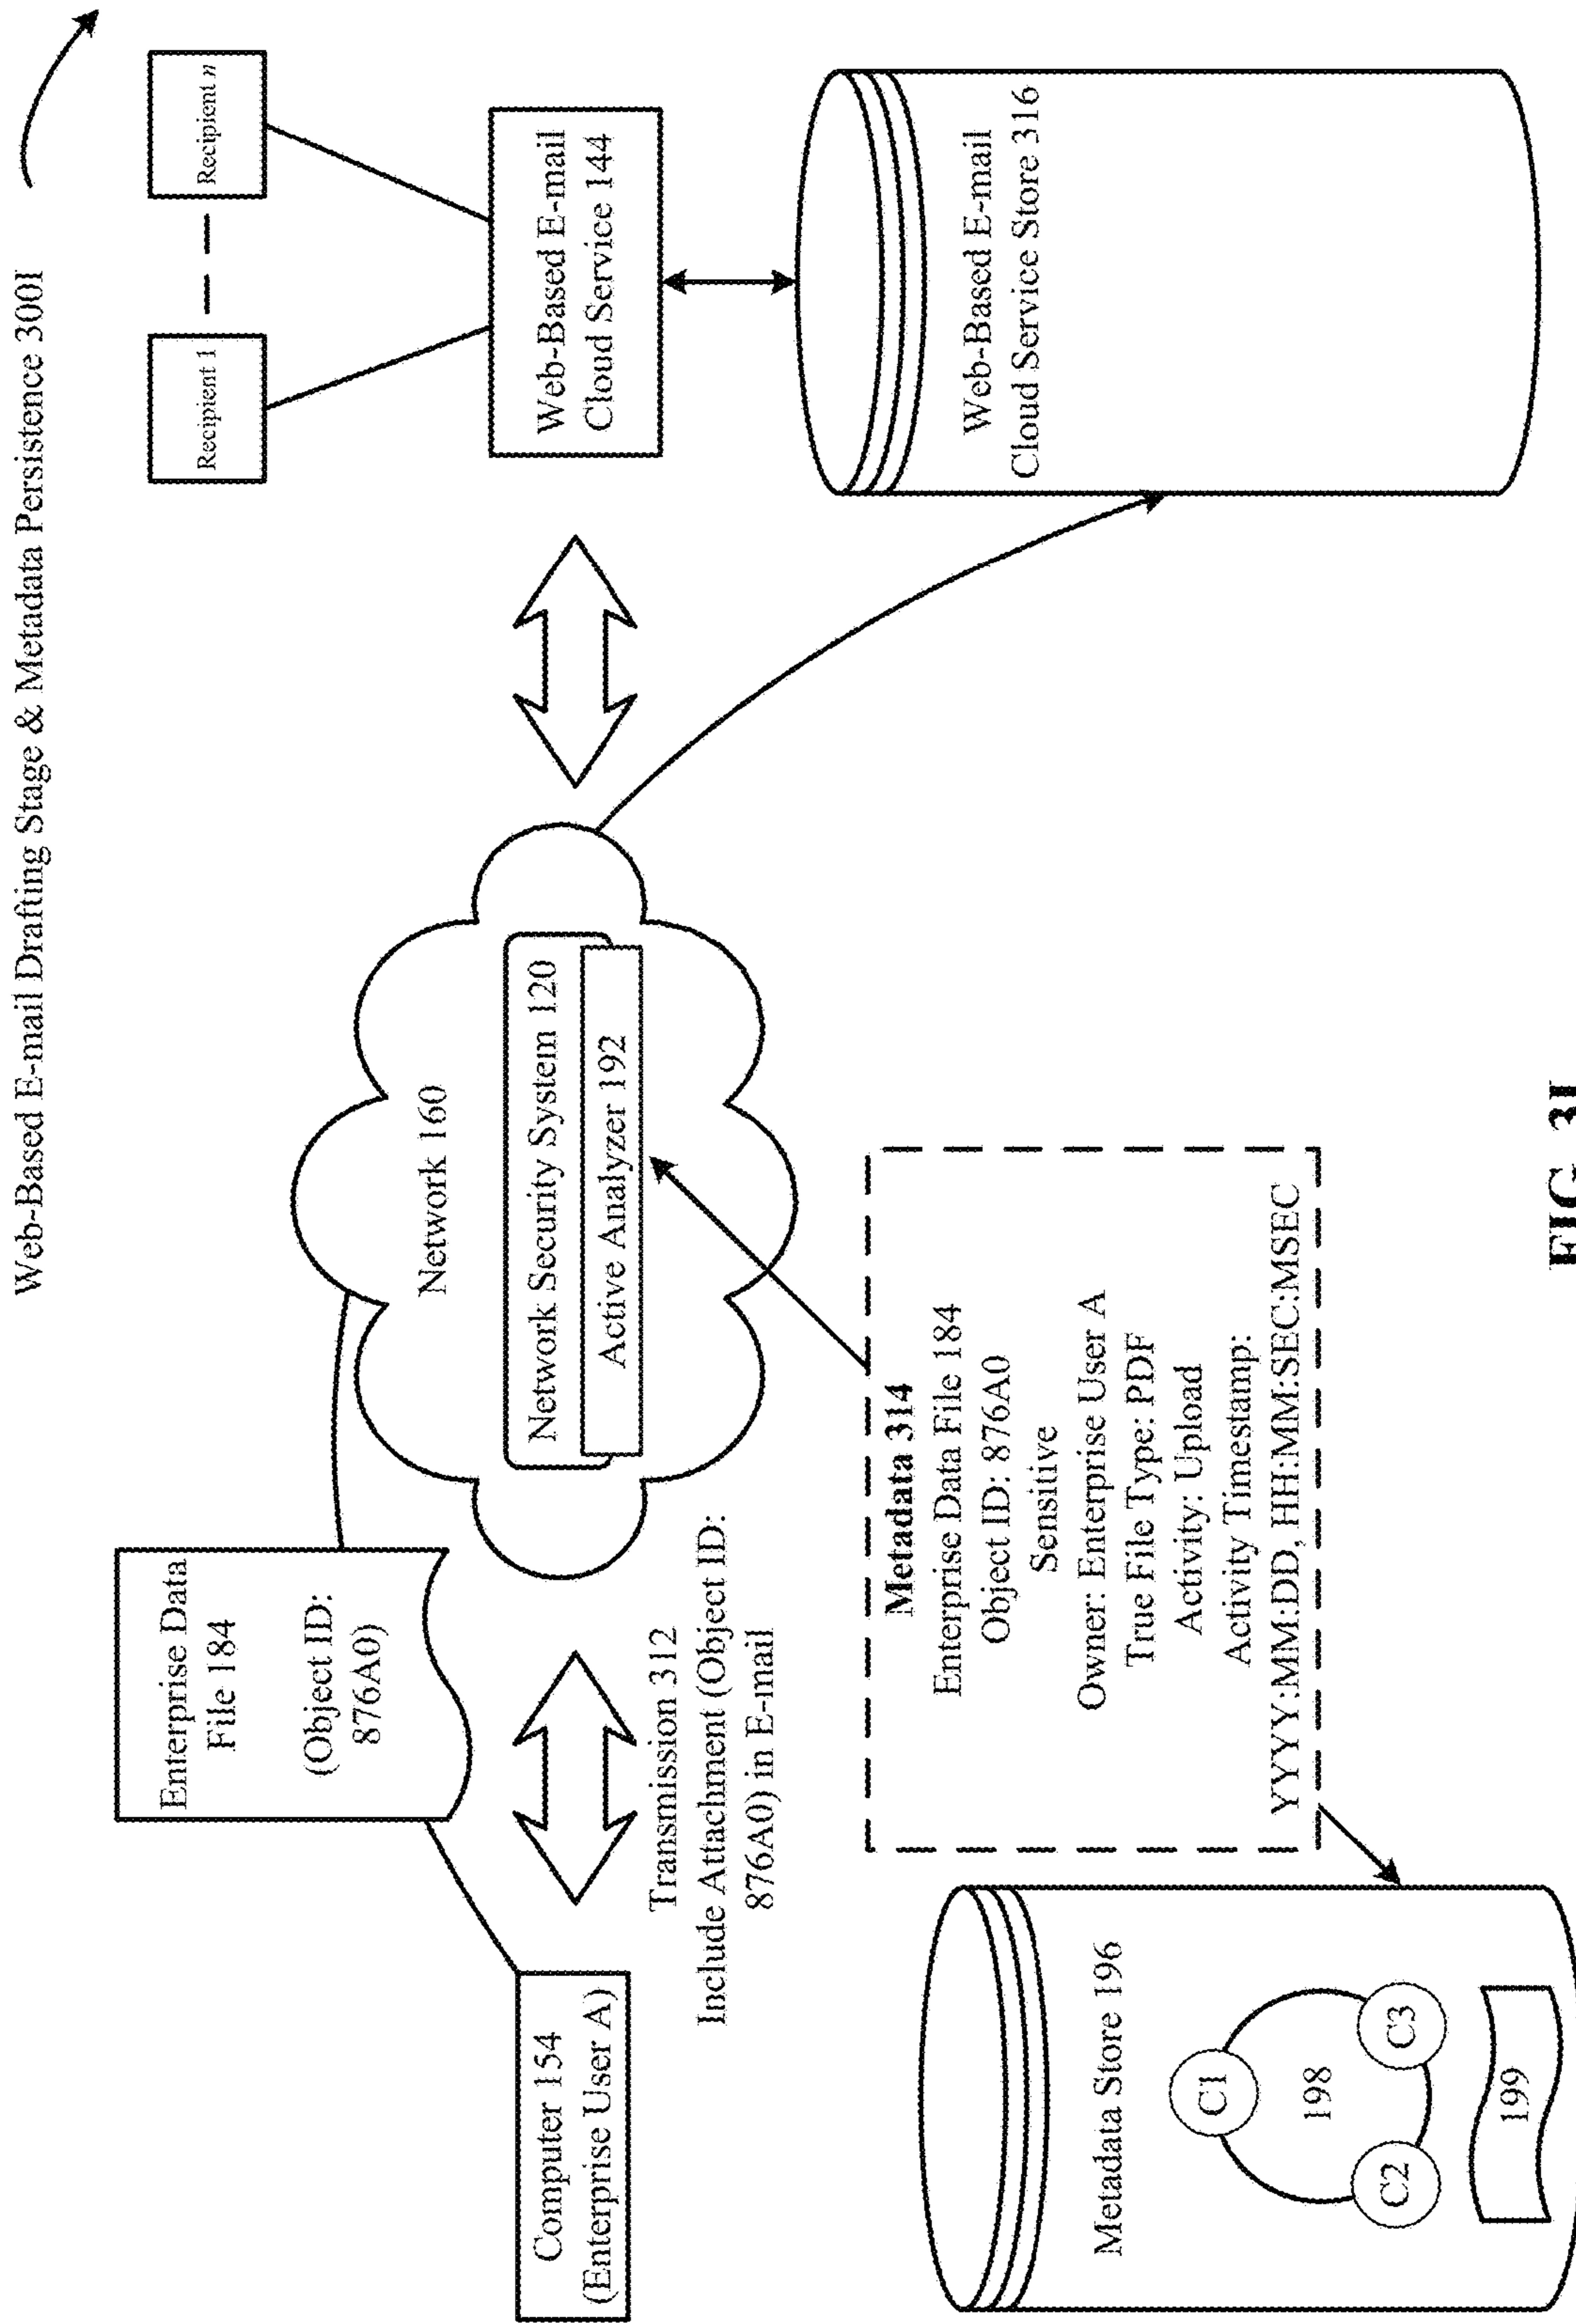 Web-Based E-mail Drafting Stage & Metadata Persistence 300I
Enterprise Data
File 184
(Object ID:
876A0)
Recipient 1
Recipient n
Computer 154
(Enterprise User A)
Transmission 312
Include Attachment (Object ID:
876A0) in E-mail
Network 160
Network Security System 120
Active Analyzer 192
Web-Based E-mail
Cloud Service 144
Metadata Store 196
C1
198
C2
C3
199
Metadata 314
Enterprise Data File 184
Object ID: 876A0
Sensitive
Owner: Enterprise User A
True File Type: PDF
Activity: Upload
Activity Timestamp:
YYYY:MM:DD, HH:MM:SEC:MSEC
Web-Based E-mail
Cloud Service Store 316
FIG. 3I